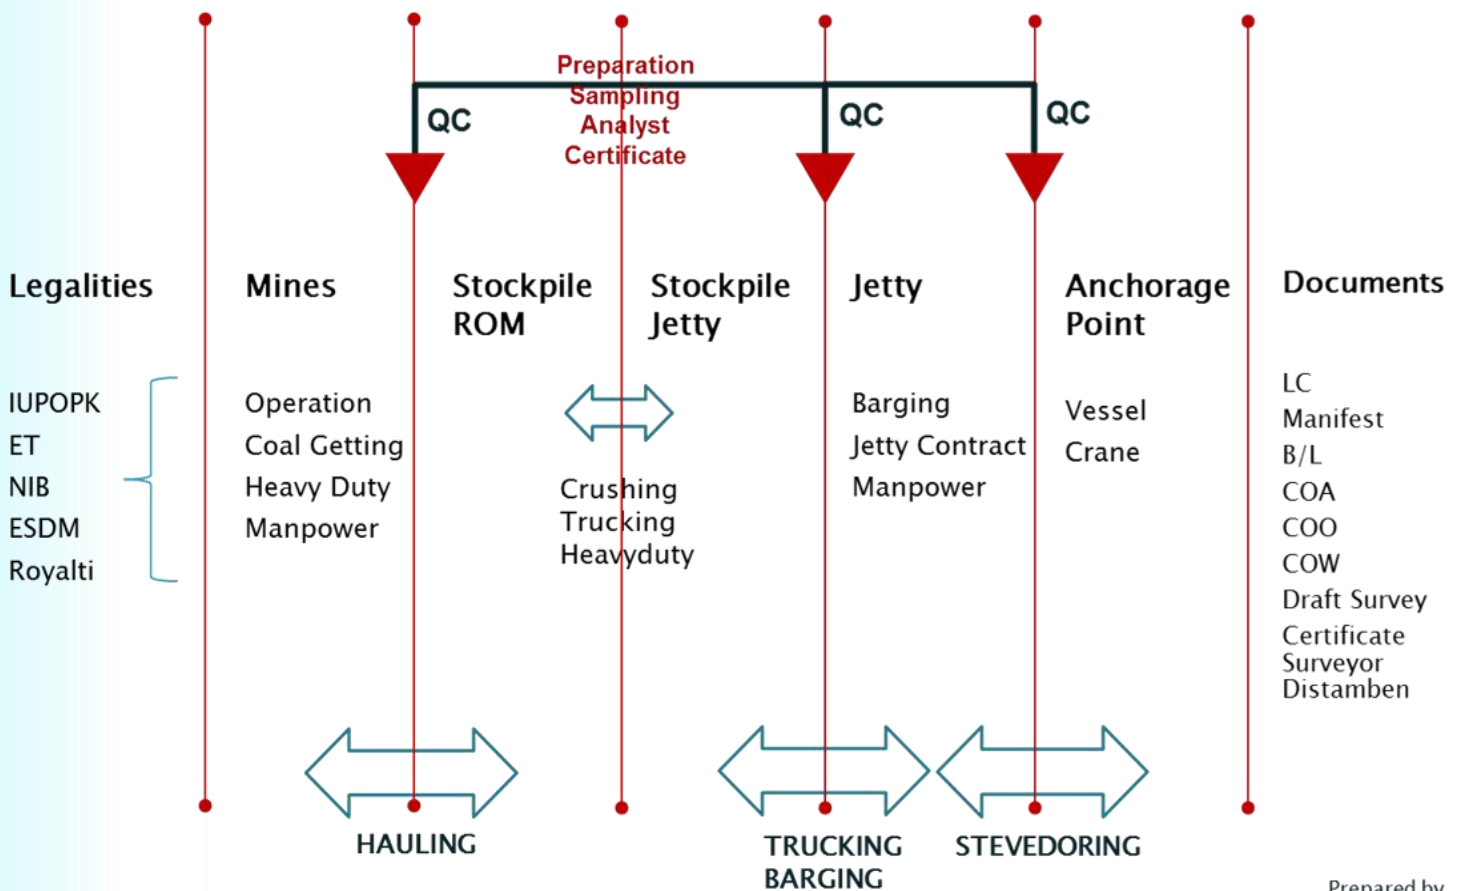 Preparation
Sampling
Analyst
Certificate
QC
QC
QC
Legalities
Mines
Stockpile
ROM
Stockpile
Jetty
Jetty
Anchorage
Point
Documents
IUPOPK
ET
NIB
ESDM
Royalti
Operation
Coal Getting
Heavy Duty
Manpower
Crushing
Trucking
Heavyduty
Barging
Jetty Contract
Manpower
Vessel
Crane
LC
Manifest
B/L
COA
COO
COW
Draft Survey
Certificate
Surveyor
Distamben
HAULING
TRUCKING
BARGING
STEVEDORING
Prepared by